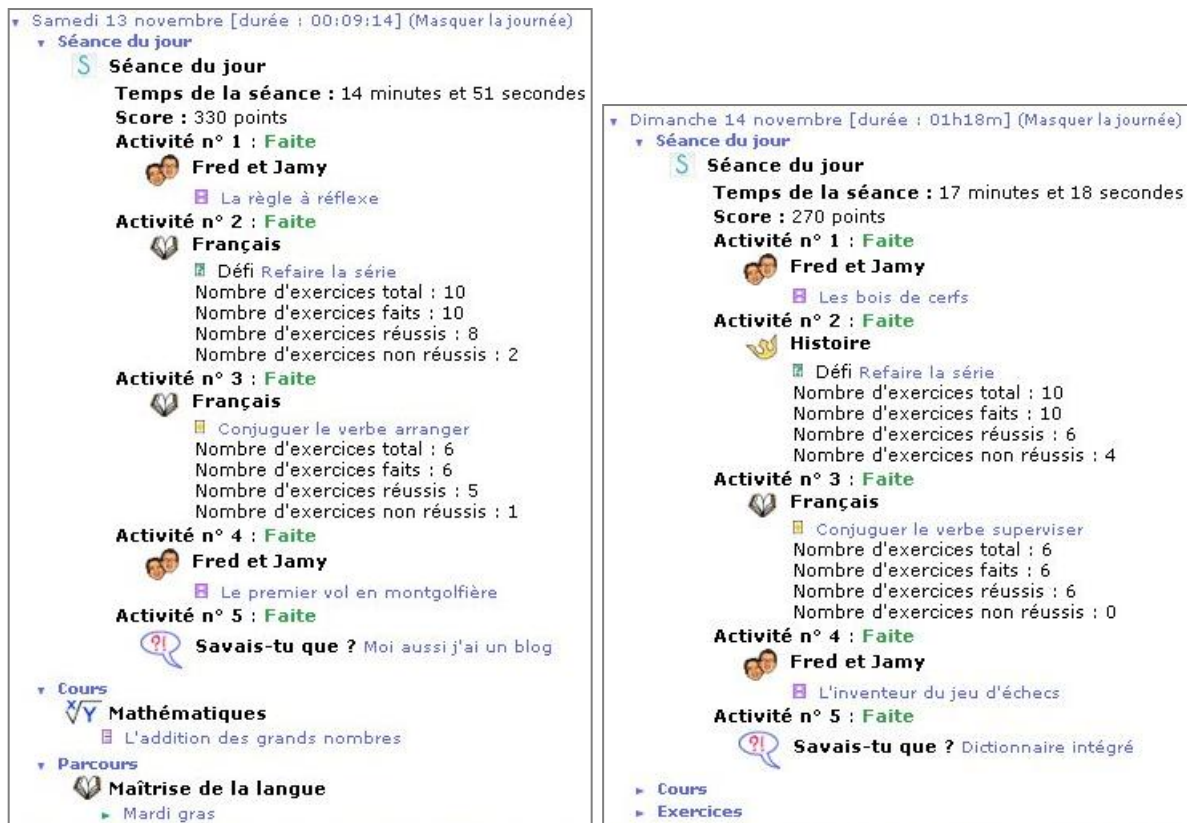 ▾ Samedi 13 novembre [durée : 00:09:14] (Masquer la journée)
▾ Séance du jour
S Séance du jour
Temps de la séance : 14 minutes et 51 secondes
Score : 330 points
Activité n° 1 : Faite
Fred et Jamy
La règle à réflexe
Activité n° 2 : Faite
Français
Défi Refaire la série
Nombre d'exercices total : 10
Nombre d'exercices faits : 10
Nombre d'exercices réussis : 8
Nombre d'exercices non réussis : 2
Activité n° 3 : Faite
Français
Conjuguer le verbe arranger
Nombre d'exercices total : 6
Nombre d'exercices faits : 6
Nombre d'exercices réussis : 5
Nombre d'exercices non réussis : 1
Activité n° 4 : Faite
Fred et Jamy
Le premier vol en montgolfière
Activité n° 5 : Faite
?! Savais-tu que ? Moi aussi j'ai un blog
▾ Cours
X√Y Mathématiques
L'addition des grands nombres
▾ Parcours
Maîtrise de la langue
► Mardi gras
▾ Dimanche 14 novembre [durée : 01h18m] (Masquer la journée)
▾ Séance du jour
S Séance du jour
Temps de la séance : 17 minutes et 18 secondes
Score : 270 points
Activité n° 1 : Faite
Fred et Jamy
Les bois de cerfs
Activité n° 2 : Faite
Histoire
Défi Refaire la série
Nombre d'exercices total : 10
Nombre d'exercices faits : 10
Nombre d'exercices réussis : 6
Nombre d'exercices non réussis : 4
Activité n° 3 : Faite
Français
Conjuguer le verbe superviser
Nombre d'exercices total : 6
Nombre d'exercices faits : 6
Nombre d'exercices réussis : 6
Nombre d'exercices non réussis : 0
Activité n° 4 : Faite
Fred et Jamy
L'inventeur du jeu d'échecs
Activité n° 5 : Faite
?! Savais-tu que ? Dictionnaire intégré
► Cours
► Exercices